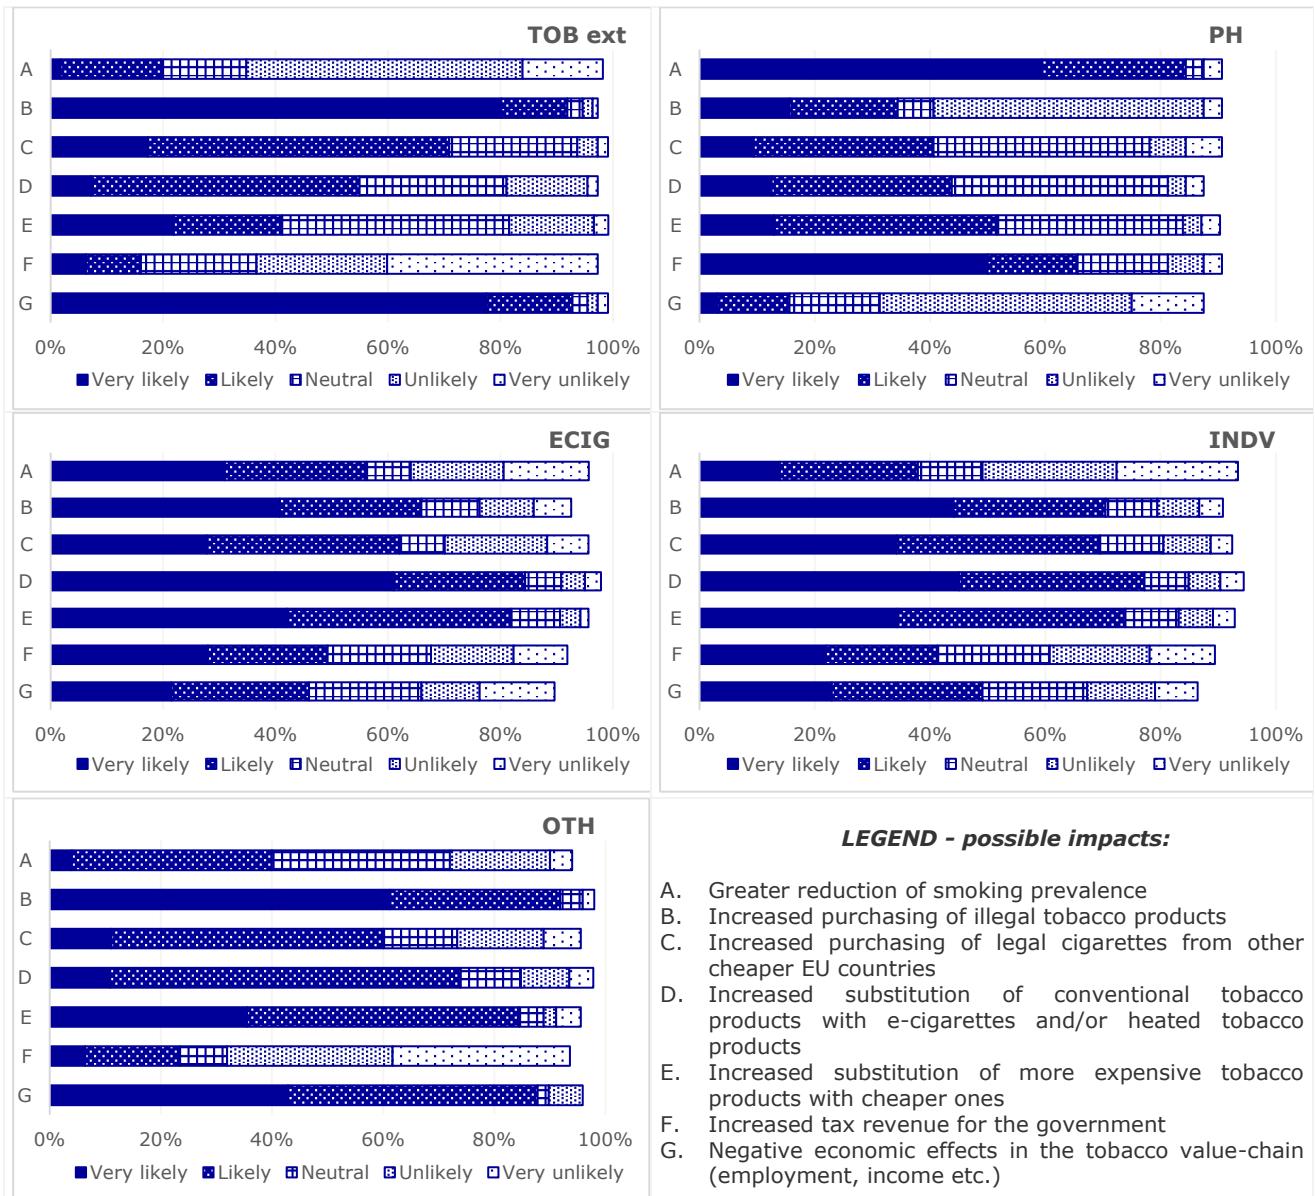 TOB ext
A
B
C
D
E
F
G
0% 20% 40% 60% 80% 100%
Very likely Likely Neutral Unlikely Very unlikely
PH
A
B
C
D
E
F
G
0% 20% 40% 60% 80% 100%
Very likely Likely Neutral Unlikely Very unlikely
ECIG
A
B
C
D
E
F
G
0% 20% 40% 60% 80% 100%
Very likely Likely Neutral Unlikely Very unlikely
INDV
A
B
C
D
E
F
G
0% 20% 40% 60% 80% 100%
Very likely Likely Neutral Unlikely Very unlikely
OTH
A
B
C
D
E
F
G
0% 20% 40% 60% 80% 100%
Very likely Likely Neutral Unlikely Very unlikely
LEGEND - possible impacts:
A. Greater reduction of smoking prevalence
B. Increased purchasing of illegal tobacco products
C. Increased purchasing of legal cigarettes from other
cheaper EU countries
D. Increased substitution of conventional tobacco
products with e-cigarettes and/or heated tobacco
products
E. Increased substitution of more expensive tobacco
products with cheaper ones
F. Increased tax revenue for the government
G. Negative economic effects in the tobacco value-chain
(employment, income etc.)